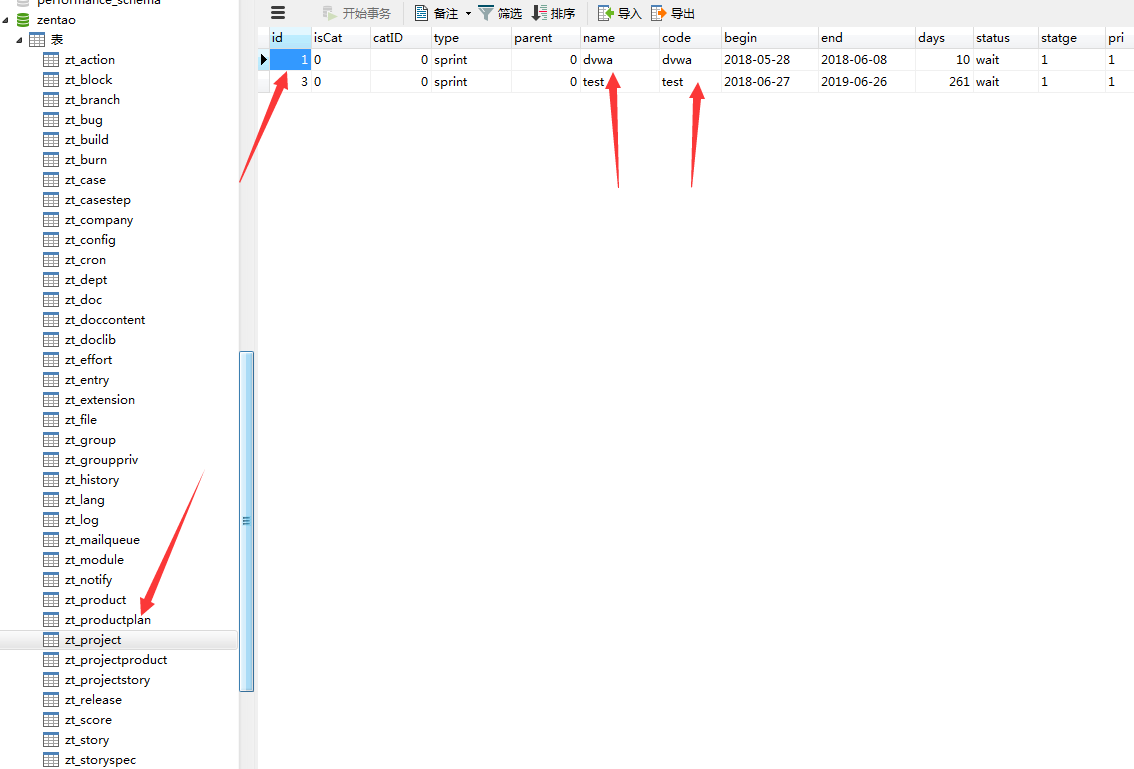 performance_schema
zentao
表
zt_action
zt_block
zt_branch
zt_bug
zt_build
zt_burn
zt_case
zt_casestep
zt_company
zt_config
zt_cron
zt_dept
zt_doc
zt_doccontent
zt_doclib
zt_effort
zt_entry
zt_extension
zt_file
zt_group
zt_grouppriv
zt_history
zt_lang
zt_log
zt_mailqueue
zt_module
zt_notify
zt_product
zt_productplan
zt_project
zt_projectproduct
zt_projectstory
zt_release
zt_score
zt_story
zt_storyspec
开始事务 备注 筛选 排序 导入 导出
id isCat catID type parent name code begin end days status statge pri
1 0 0 sprint 0 dvwa dvwa 2018-05-28 2018-06-08 10 wait 1 1
3 0 0 sprint 0 test test 2018-06-27 2019-06-26 261 wait 1 1